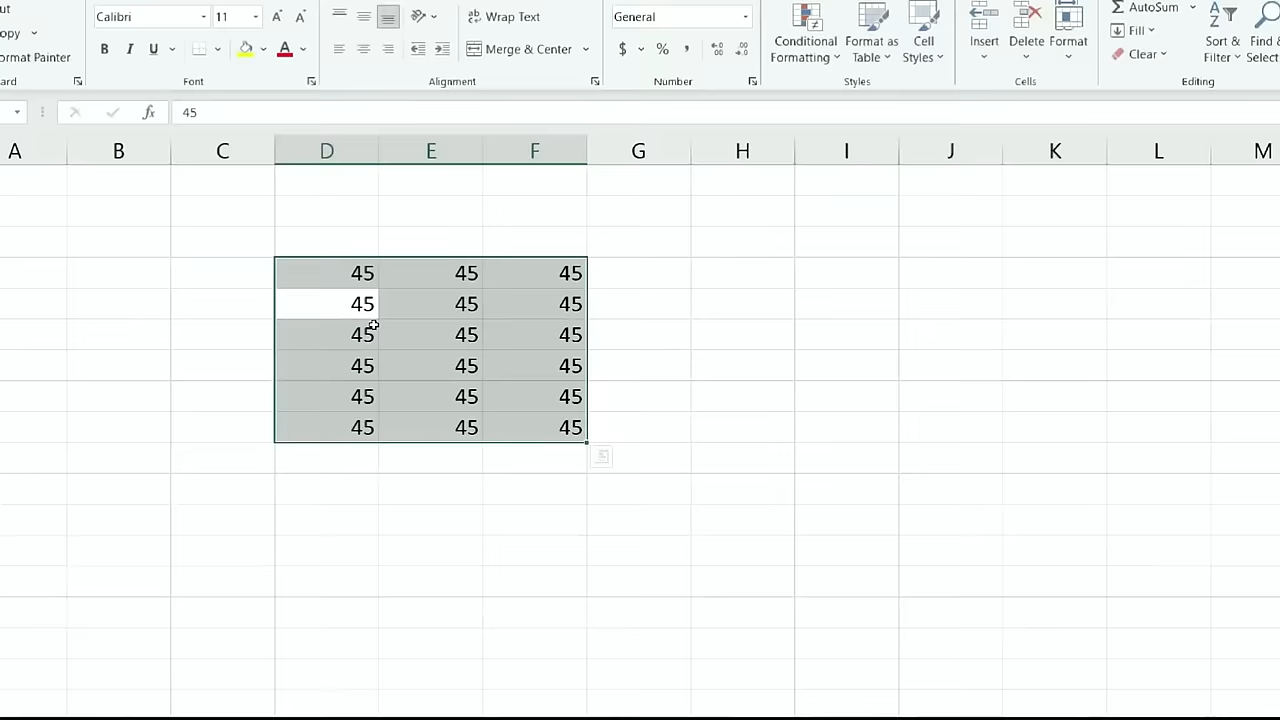 ut Calibri 11 A A ab Wrap Text General AutoSum
opy Fill
ormat Painter B I U A Merge & Center $ % , Conditional Formatting Format as Table Cell Styles Insert Delete Format Clear Sort & Filter Find & Select
ard Font Alignment Number Styles Cells Editing
fx 45
A B C D E F G H I J K L M
45 45 45
45 45 45
45 45 45
45 45 45
45 45 45
45 45 45